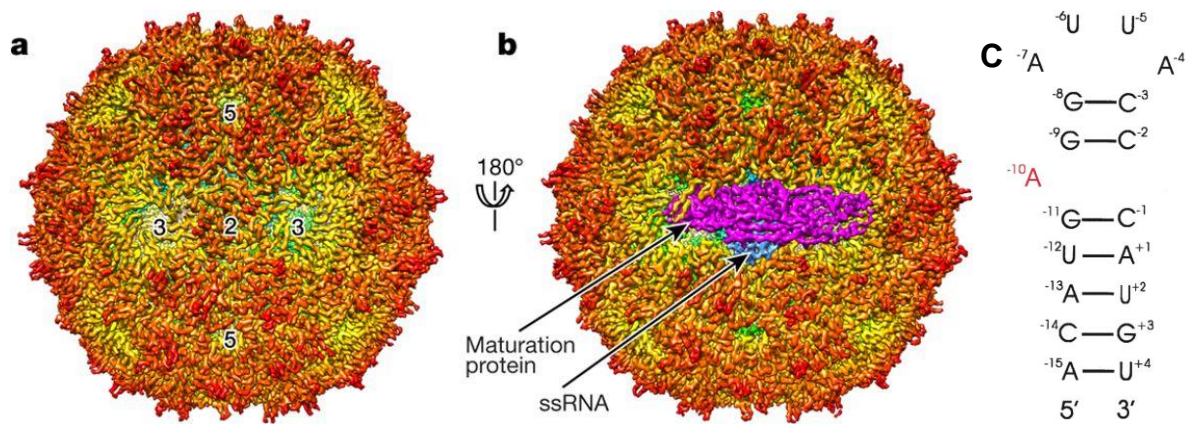 a
5
3 2 3
5
180°
b
Maturation
protein
ssRNA
C
-6U U-5
-7A A-4
-8G—C-3
-9G—C-2
-10A
-11G—C-1
-12U—A+1
-13A—U+2
-14C—G+3
-15A—U+4
5′ 3′